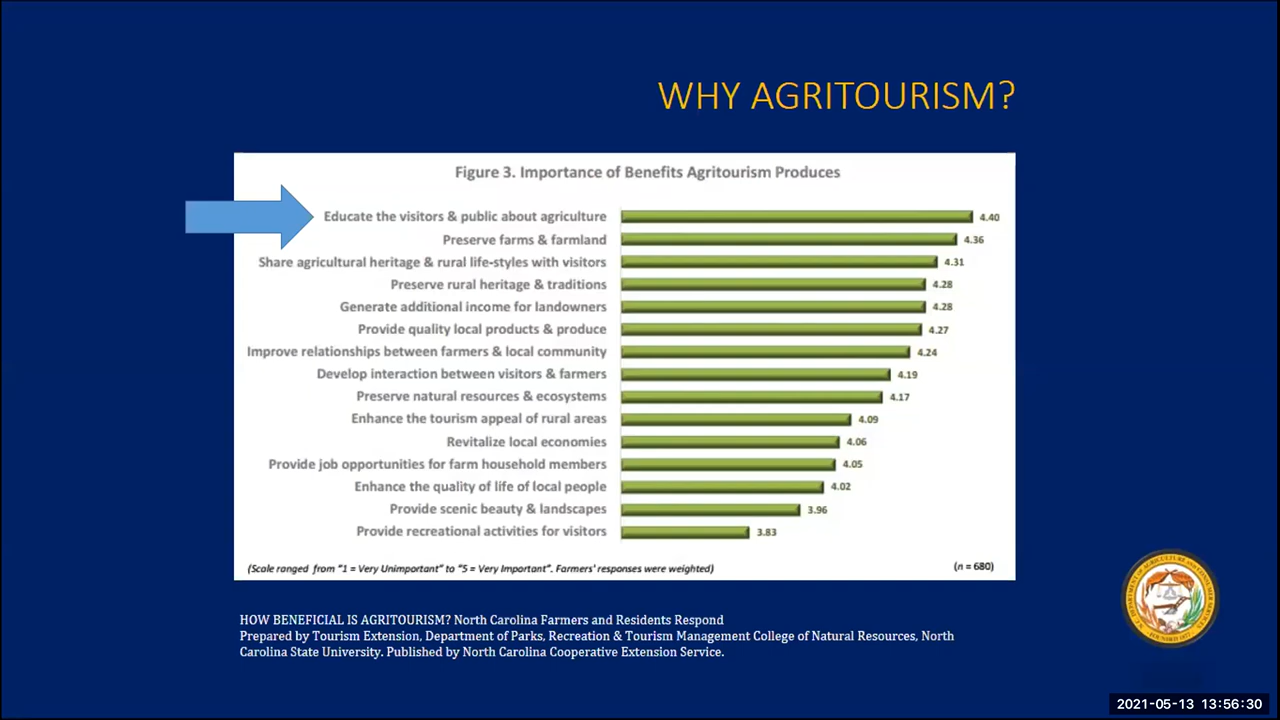 WHY AGRITOURISM?
Figure 3. Importance of Benefits Agritourism Produces
Educate the visitors & public about agriculture 4.40
Preserve farms & farmland 4.36
Share agricultural heritage & rural life-styles with visitors 4.31
Preserve rural heritage & traditions 4.28
Generate additional income for landowners 4.28
Provide quality local products & produce 4.27
Improve relationships between farmers & local community 4.24
Develop interaction between visitors & farmers 4.19
Preserve natural resources & ecosystems 4.17
Enhance the tourism appeal of rural areas 4.09
Revitalize local economies 4.06
Provide job opportunities for farm household members 4.05
Enhance the quality of life of local people 4.02
Provide scenic beauty & landscapes 3.96
Provide recreational activities for visitors 3.83
(Scale ranged from "1 = Very Unimportant" to "5 = Very Important". Farmers' responses were weighted) (n = 680)
HOW BENEFICIAL IS AGRITOURISM? North Carolina Farmers and Residents Respond
Prepared by Tourism Extension, Department of Parks, Recreation & Tourism Management College of Natural Resources, North
Carolina State University. Published by North Carolina Cooperative Extension Service.
2021-05-13 13:56:30